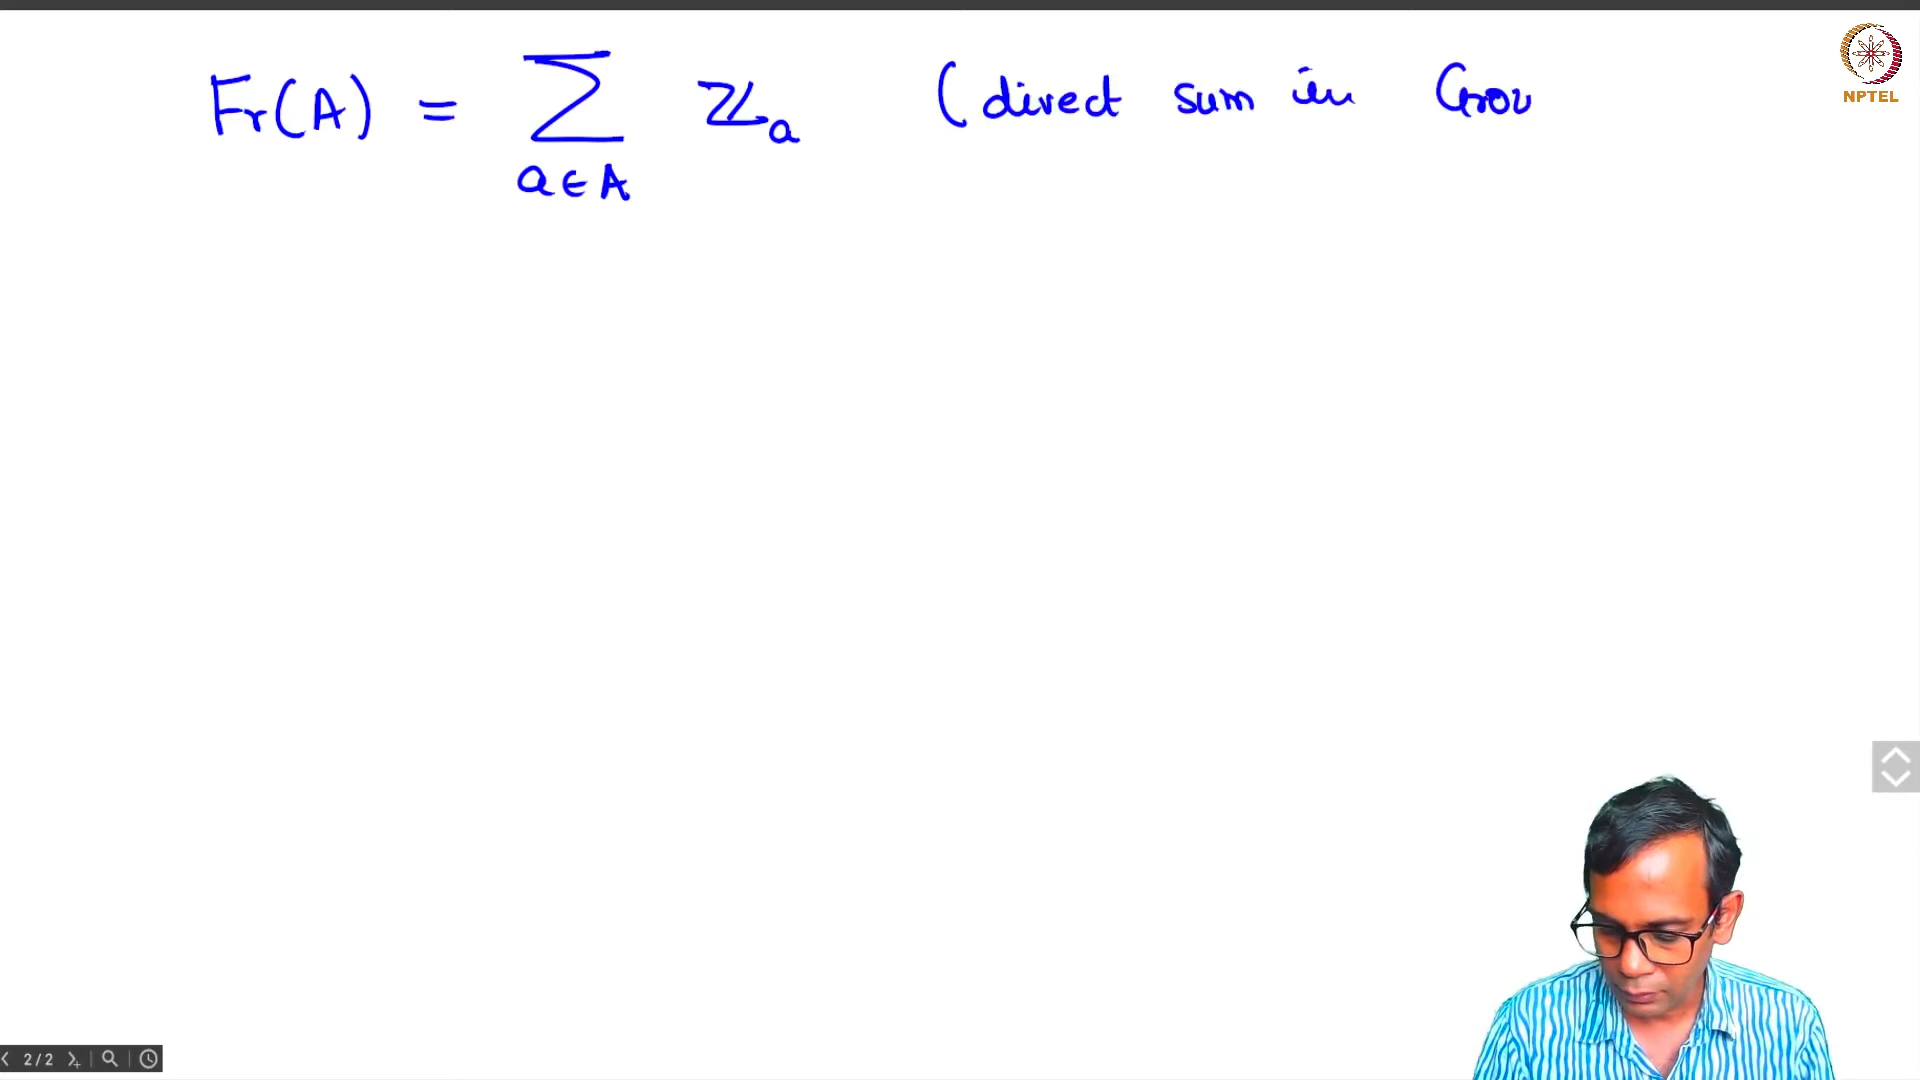 Fr(A) = ∑ ℤₐ (direct sum in Grou
a∈A
NPTEL
2/2